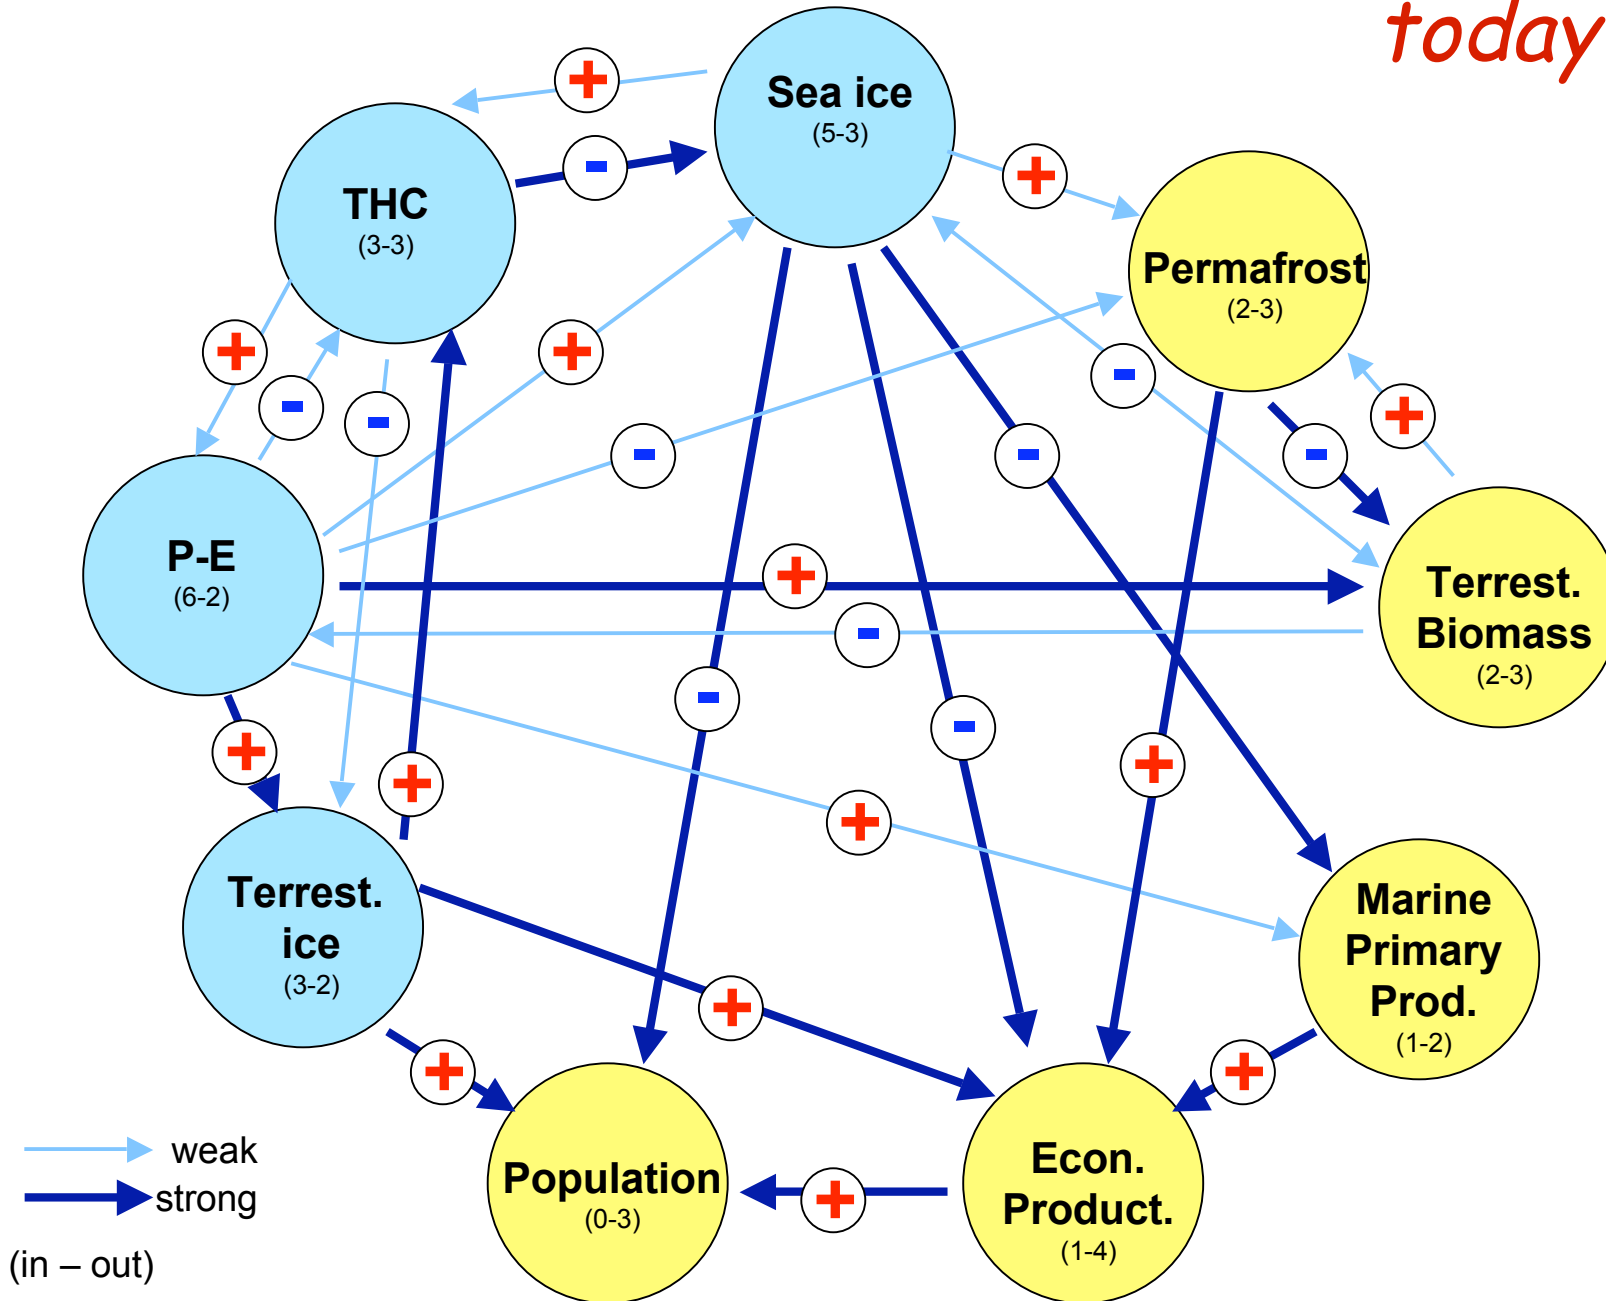 today
Sea ice
(5-3)
+
THC
(3-3)
-
+
Permafrost
(2-3)
+
-
-
+
-
-
+
-
-
P-E
(6-2)
+
-
Terrest.
Biomass
(2-3)
-
-
+
+
+
+
Terrest.
ice
(3-2)
Marine
Primary
Prod.
(1-2)
+
+
+
Population
(0-3)
+
Econ.
Product.
(1-4)
weak
strong
(in – out)